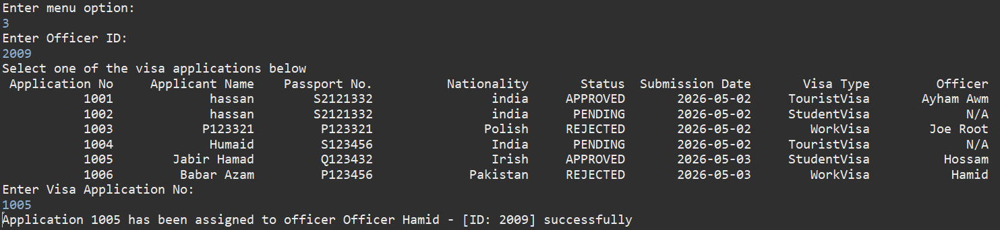 Enter menu option:
3
Enter Officer ID:
2009
Select one of the visa applications below
Application No Applicant Name Passport No. Nationality Status Submission Date Visa Type Officer
1001 hassan S2121332 india APPROVED 2026-05-02 TouristVisa Ayham Awm
1002 hassan S2121332 india PENDING 2026-05-02 StudentVisa N/A
1003 P123321 P123321 Polish REJECTED 2026-05-02 WorkVisa Joe Root
1004 Humaid S123456 India PENDING 2026-05-02 TouristVisa N/A
1005 Jabir Hamad Q123432 Irish APPROVED 2026-05-03 StudentVisa Hossam
1006 Babar Azam P123456 Pakistan REJECTED 2026-05-03 WorkVisa Hamid
Enter Visa Application No:
1005
Application 1005 has been assigned to officer Officer Hamid - [ID: 2009] successfully